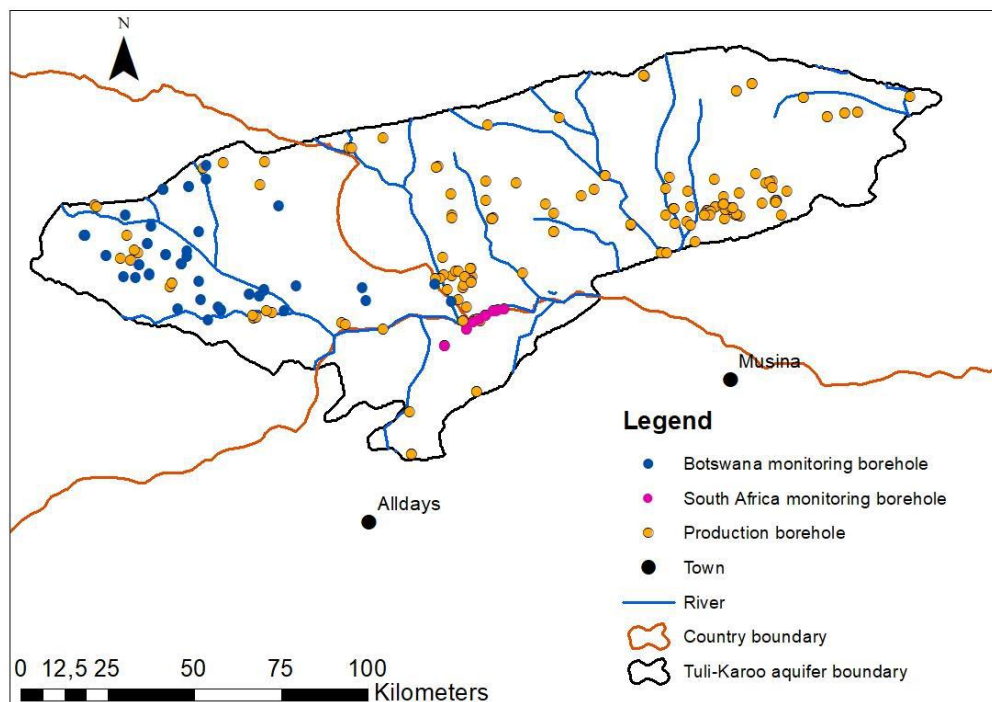 N
Musina
Alldays
Legend
Botswana monitoring borehole
South Africa monitoring borehole
Production borehole
Town
River
Country boundary
Tuli-Karoo aquifer boundary
0 12,5 25 50 75 100
Kilometers